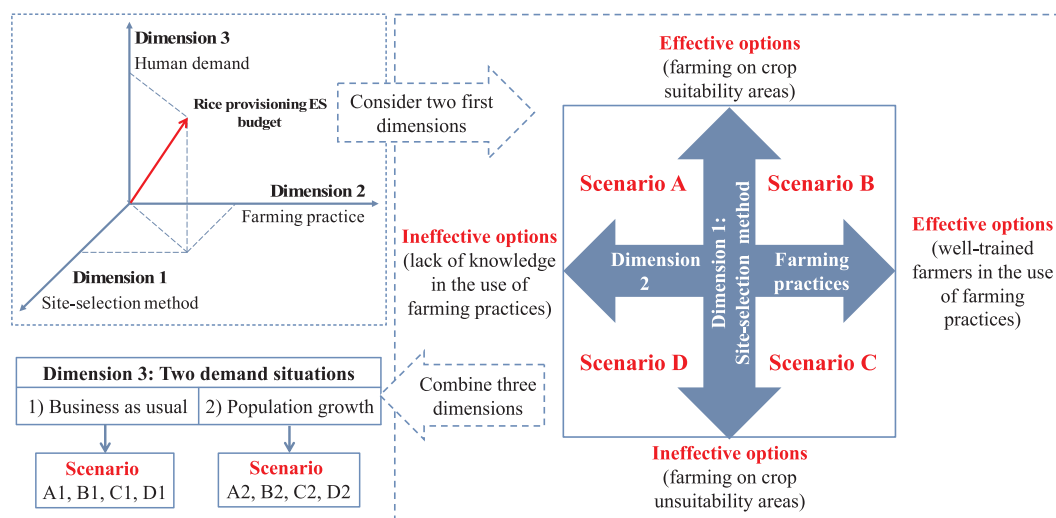 Dimension 3
Human demand
Rice provisioning ES
budget
Dimension 2
Farming practice
Dimension 1
Site-selection method
Consider two first
dimensions
Effective options
(farming on crop
suitability areas)
Scenario A
Scenario B
Ineffective options
(lack of knowledge
in the use of
farming practices)
Dimension
2
Dimension 1:
Site-selection method
Farming
practices
Effective options
(well-trained
farmers in the use
of farming
practices)
Scenario D
Scenario C
Ineffective options
(farming on crop
unsuitability areas)
Combine three
dimensions
Dimension 3: Two demand situations
1) Business as usual
2) Population growth
Scenario
A1, B1, C1, D1
Scenario
A2, B2, C2, D2